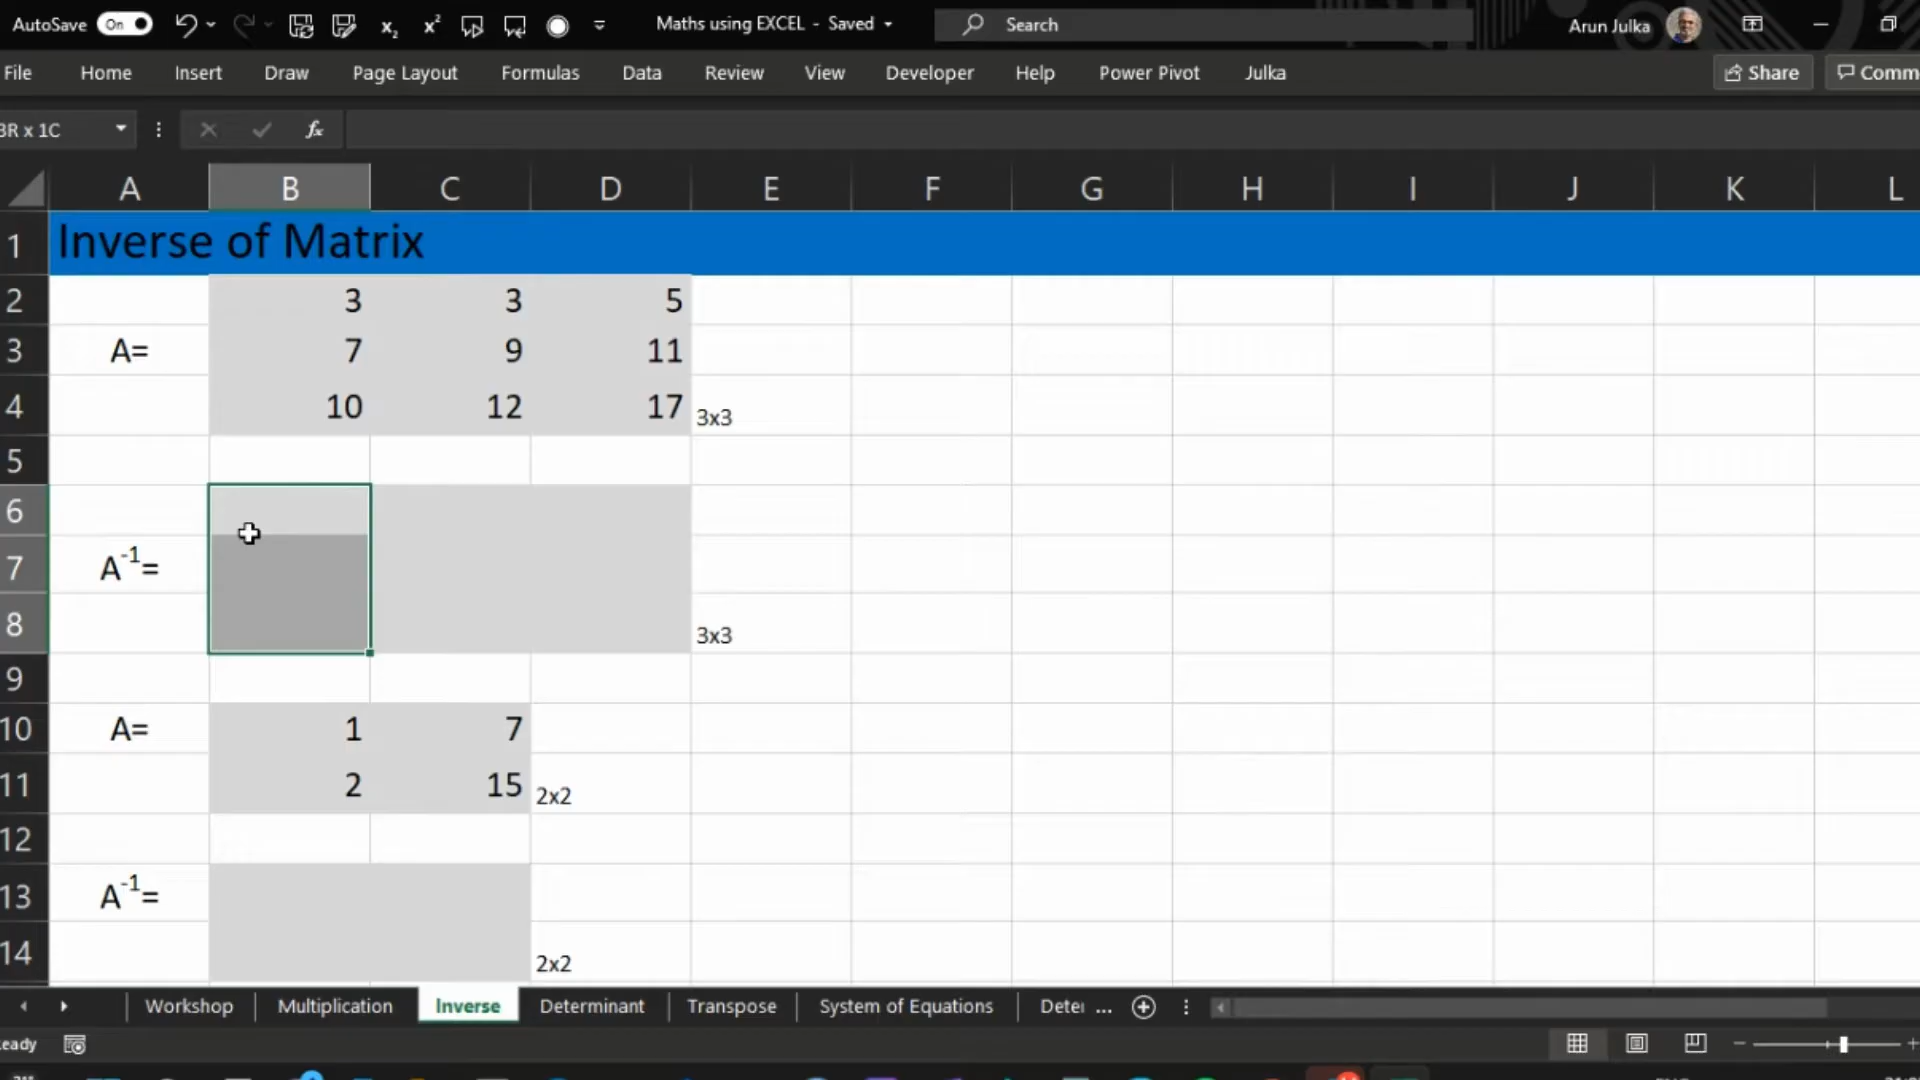 AutoSave On Maths using EXCEL - Saved Search Arun Julka
File Home Insert Draw Page Layout Formulas Data Review View Developer Help Power Pivot Julka Share Comm
3R x 1C fx
A B C D E F G H I J K L
1 Inverse of Matrix
2 3 3 5
3 A= 7 9 11
4 10 12 17 3x3
5
6
7 A-1=
8 3x3
9
10 A= 1 7
11 2 15 2x2
12
13 A-1=
14 2x2
Workshop Multiplication Inverse Determinant Transpose System of Equations Deter ...
eady